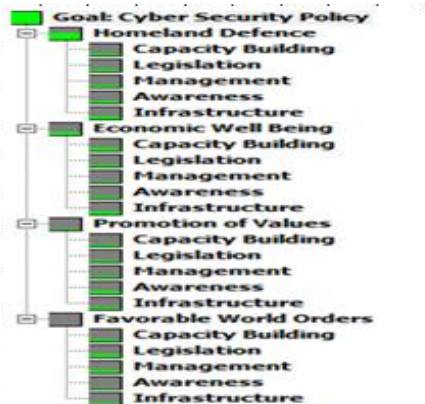 Goal: Cyber Security Policy
Homeland Defence
Capacity Building
Legislation
Management
Awareness
Infrastructure
Economic Well Being
Capacity Building
Legislation
Management
Awareness
Infrastructure
Promotion of Values
Capacity Building
Legislation
Management
Awareness
Infrastructure
Favorable World Orders
Capacity Building
Legislation
Management
Awareness
Infrastructure